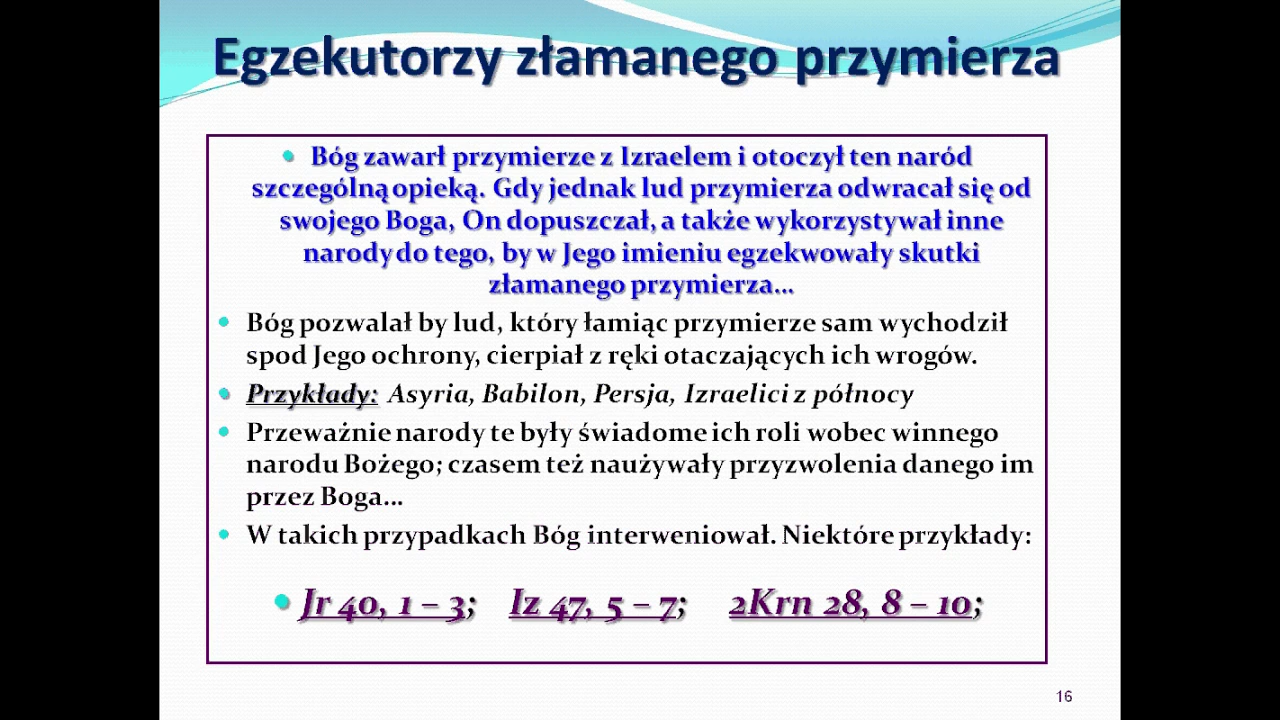 Egzekutorzy złamanego przymierza
• Bóg zawarł przymierze z Izraelem i otoczył ten naród
szczególną opieką. Gdy jednak lud przymierza odwracał się od
swojego Boga, On dopuszczał, a także wykorzystywał inne
narody do tego, by w Jego imieniu egzekwowały skutki
złamanego przymierza...
• Bóg pozwalał by lud, który łamiąc przymierze sam wychodził
spod Jego ochrony, cierpiał z ręki otaczających ich wrogów.
• Przykłady: Asyria, Babilon, Persja, Izraelici z północy
• Przeważnie narody te były świadome ich roli wobec winnego
narodu Bożego; czasem też naużywały przyzwolenia danego im
przez Boga...
• W takich przypadkach Bóg interweniował. Niektóre przykłady:
• Jr 40, 1 – 3; Iz 47, 5 – 7; 2Krn 28, 8 – 10;
16